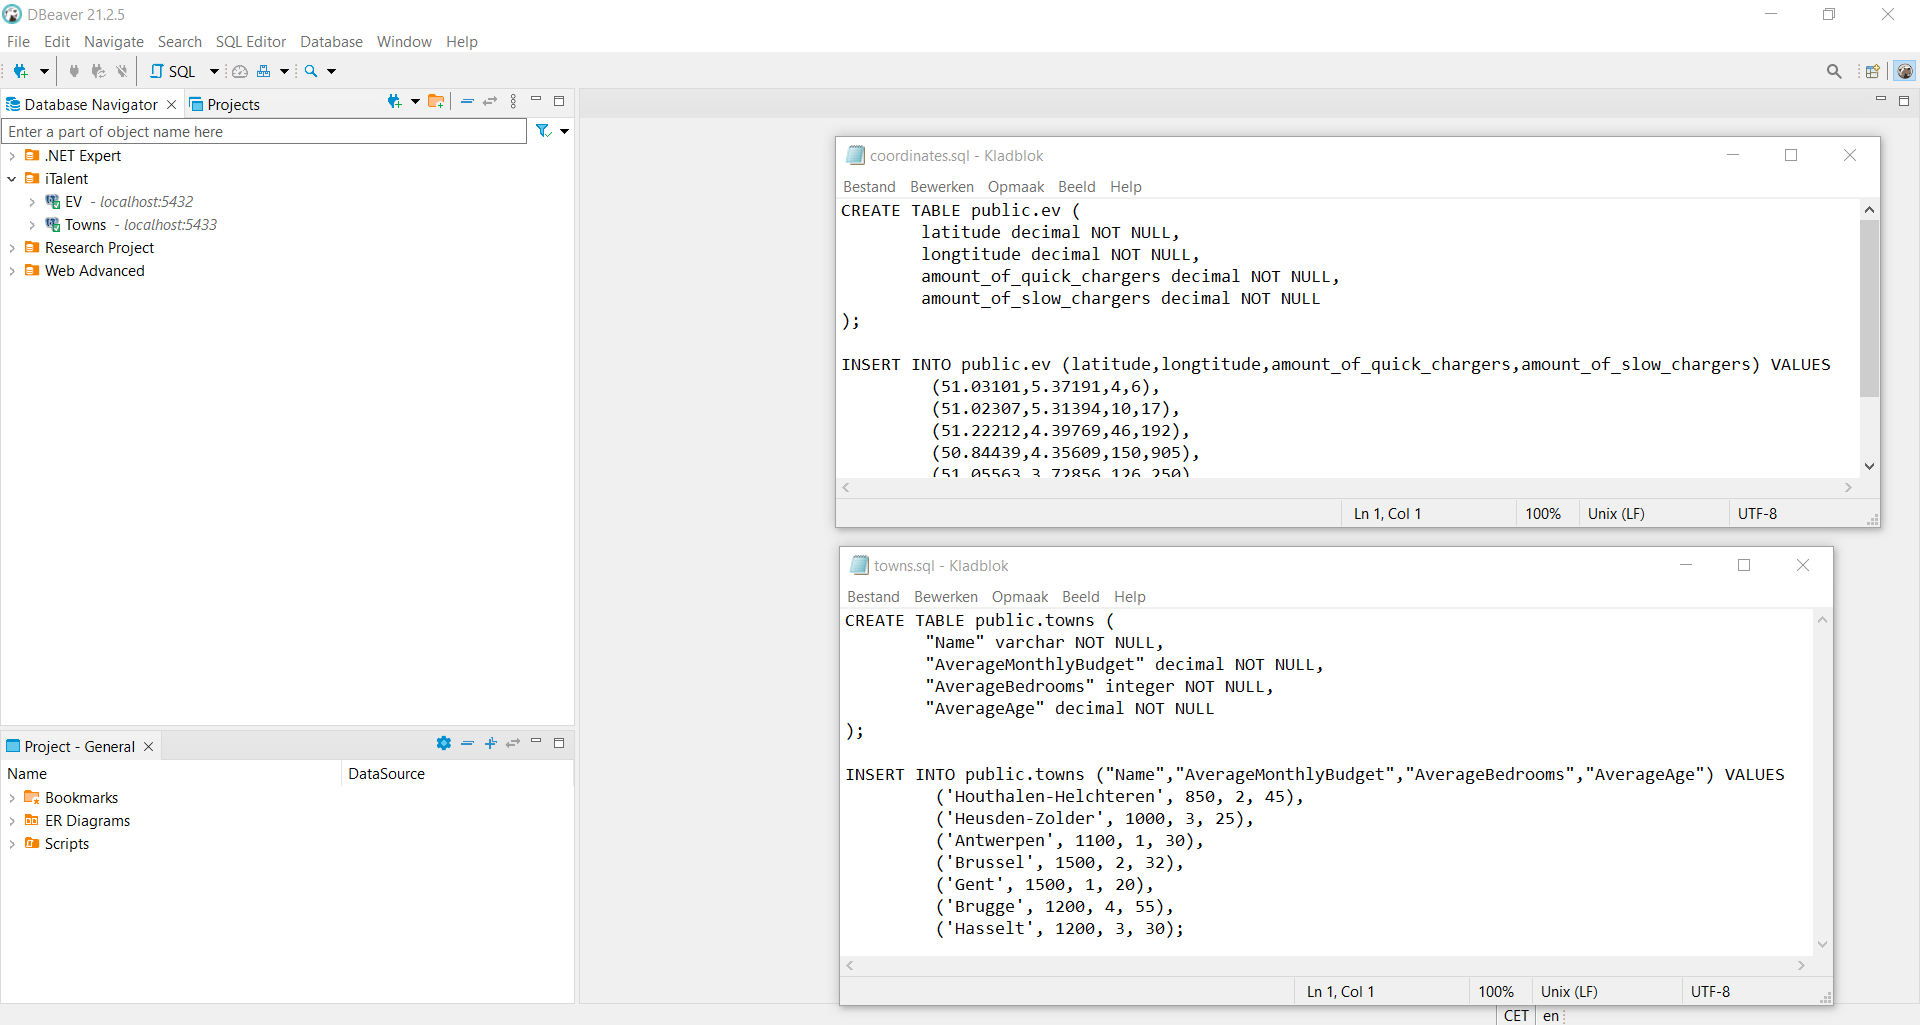 DBeaver 21.2.5
File Edit Navigate Search SQL Editor Database Window Help
SQL
Database Navigator
Projects
Enter a part of object name here
.NET Expert
iTalent
EV - localhost:5432
Towns - localhost:5433
Research Project
Web Advanced
Project - General
Name DataSource
Bookmarks
ER Diagrams
Scripts
coordinates.sql - Kladblok
Bestand Bewerken Opmaak Beeld Help
CREATE TABLE public.ev (
latitude decimal NOT NULL,
longtitude decimal NOT NULL,
amount_of_quick_chargers decimal NOT NULL,
amount_of_slow_chargers decimal NOT NULL
);
INSERT INTO public.ev (latitude,longtitude,amount_of_quick_chargers,amount_of_slow_chargers) VALUES
(51.03101,5.37191,4,6),
(51.02307,5.31394,10,17),
(51.22212,4.39769,46,192),
(50.84439,4.35609,150,905),
(51.05563,3.72856,126,250)
Ln 1, Col 1 100% Unix (LF) UTF-8
towns.sql - Kladblok
Bestand Bewerken Opmaak Beeld Help
CREATE TABLE public.towns (
"Name" varchar NOT NULL,
"AverageMonthlyBudget" decimal NOT NULL,
"AverageBedrooms" integer NOT NULL,
"AverageAge" decimal NOT NULL
);
INSERT INTO public.towns ("Name","AverageMonthlyBudget","AverageBedrooms","AverageAge") VALUES
('Houthalen-Helchteren', 850, 2, 45),
('Heusden-Zolder', 1000, 3, 25),
('Antwerpen', 1100, 1, 30),
('Brussel', 1500, 2, 32),
('Gent', 1500, 1, 20),
('Brugge', 1200, 4, 55),
('Hasselt', 1200, 3, 30);
Ln 1, Col 1 100% Unix (LF) UTF-8
CET en